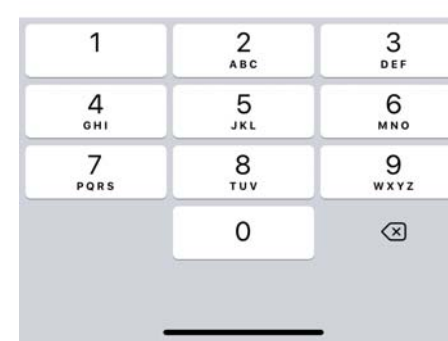 1 2 3
ABC DEF
4 5 6
GHI JKL MNO
7 8 9
PQRS TUV WXYZ
0